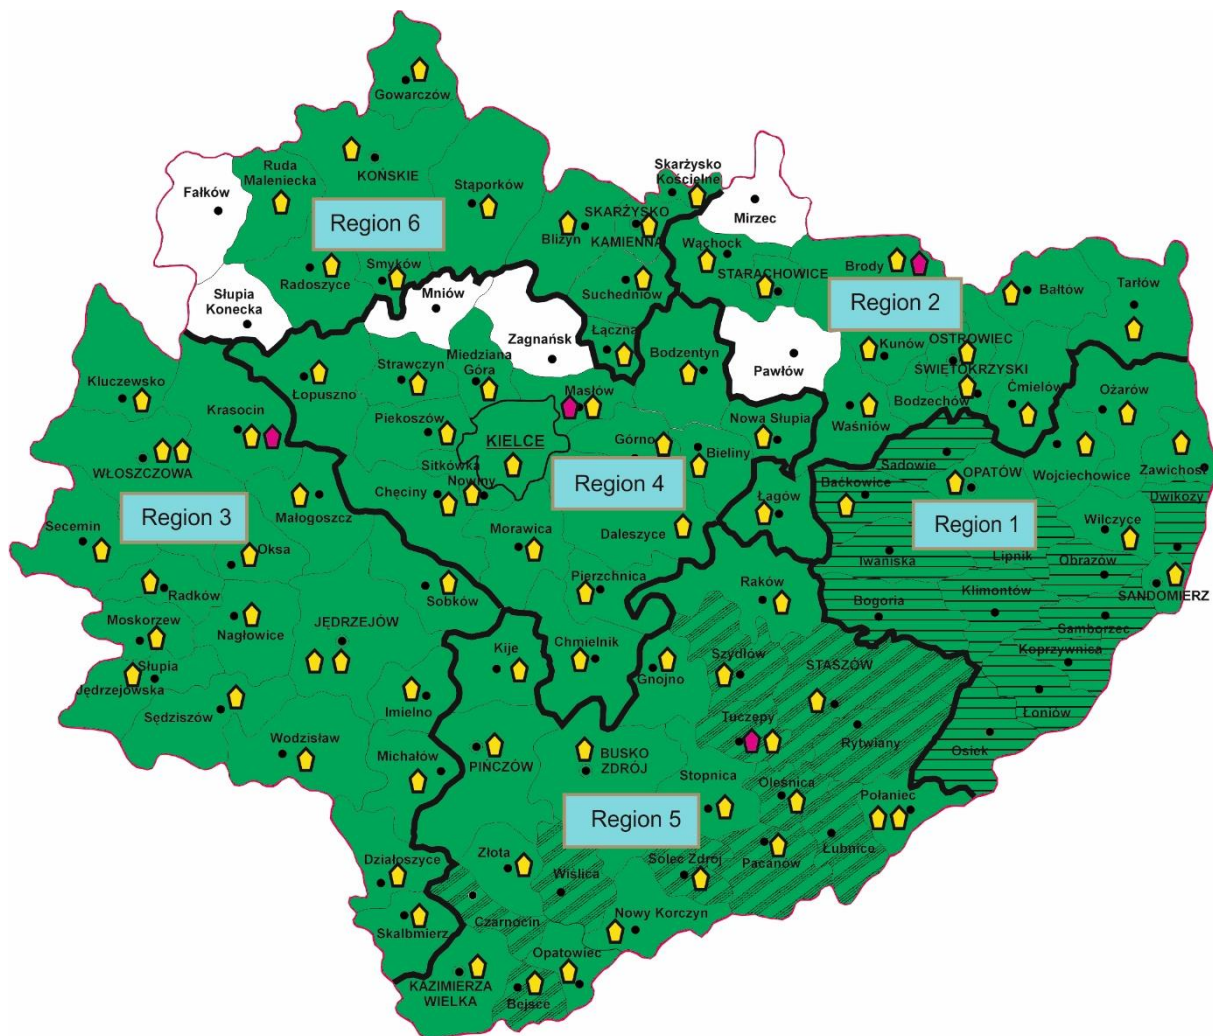 Gowarczów
KOŃSKIE
Ruda
Maleniecka
Stąporków
Skarżysko
Kościelne
Fałków
Mirzec
Region 6
SKARŻYSKO
KAMIENNA
Bliżyn
Wąchock
STARACHOWICE
Brody
Radoszyce
Smyków
Suchedniów
Region 2
Bałtów
Tarłów
Słupia
Konecka
Mniów
Zagnańsk
Łączna
Bodzentyn
Pawłów
Kunów
OSTROWIEC
ŚWIĘTOKRZYSKI
Kluczewsko
Łopuszno
Strawczyn
Miedziana
Góra
Masłów
Bodzechów
Ćmielów
Ożarów
Krasocin
Piekoszów
KIELCE
Górno
Nowa Słupia
Waśniów
WŁOSZCZOWA
Sitkówka
Nowiny
Bieliny
Sadowie
Wojciechowice
Zawichost
Region 4
OPATÓW
Baćkowice
Dwikozy
Małogoszcz
Chęciny
Łagów
Region 3
Region 1
Wilczyce
Secemin
Oksa
Morawica
Daleszyce
Iwaniska
Lipnik
Obrazów
Radków
Sobków
Pierzchnica
Raków
Bogoria
Klimontów
SANDOMIERZ
Moskorzew
Nagłowice
JĘDRZEJÓW
Samborzec
Słupia
Jędrzejowska
Kije
Chmielnik
Gnojno
Szydłów
STASZÓW
Koprzywnica
Sędziszów
Imielno
Łoniów
Wodzisław
Michałów
PIŃCZÓW
BUSKO
ZDRÓJ
Tuczępy
Rytwiany
Osiek
Stopnica
Oleśnica
Połaniec
Region 5
Działoszyce
Złota
Wiślica
Solec Zdrój
Pacanów
Łubnice
Skalbmierz
Czarnocin
Nowy Korczyn
KAZIMIERZA
WIELKA
Opatowiec
Bejsce